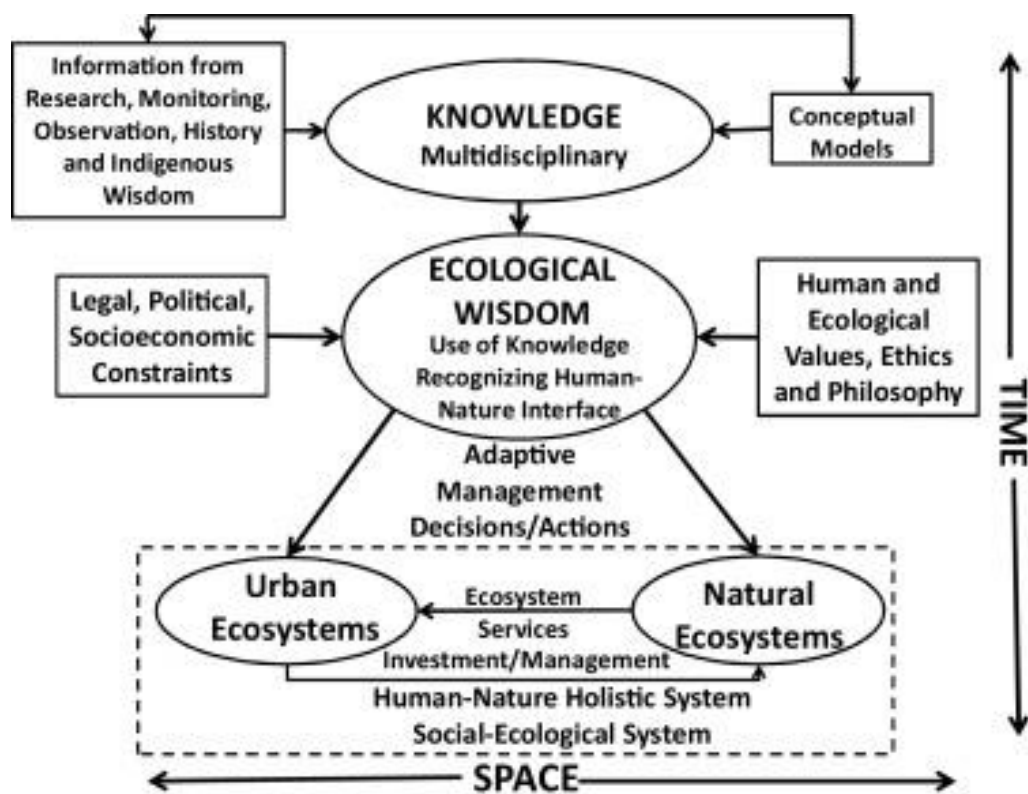 Information from
Research, Monitoring,
Observation, History
and Indigenous
Wisdom
KNOWLEDGE
Multidisciplinary
Conceptual
Models
Legal, Political,
Socioeconomic
Constraints
ECOLOGICAL
WISDOM
Use of Knowledge
Recognizing Human-
Nature Interface
Human and
Ecological
Values, Ethics
and Philosophy
TIME
Adaptive
Management
Decisions/Actions
Urban
Ecosystems
Ecosystem
Services
Investment/Management
Natural
Ecosystems
Human-Nature Holistic System
Social-Ecological System
SPACE